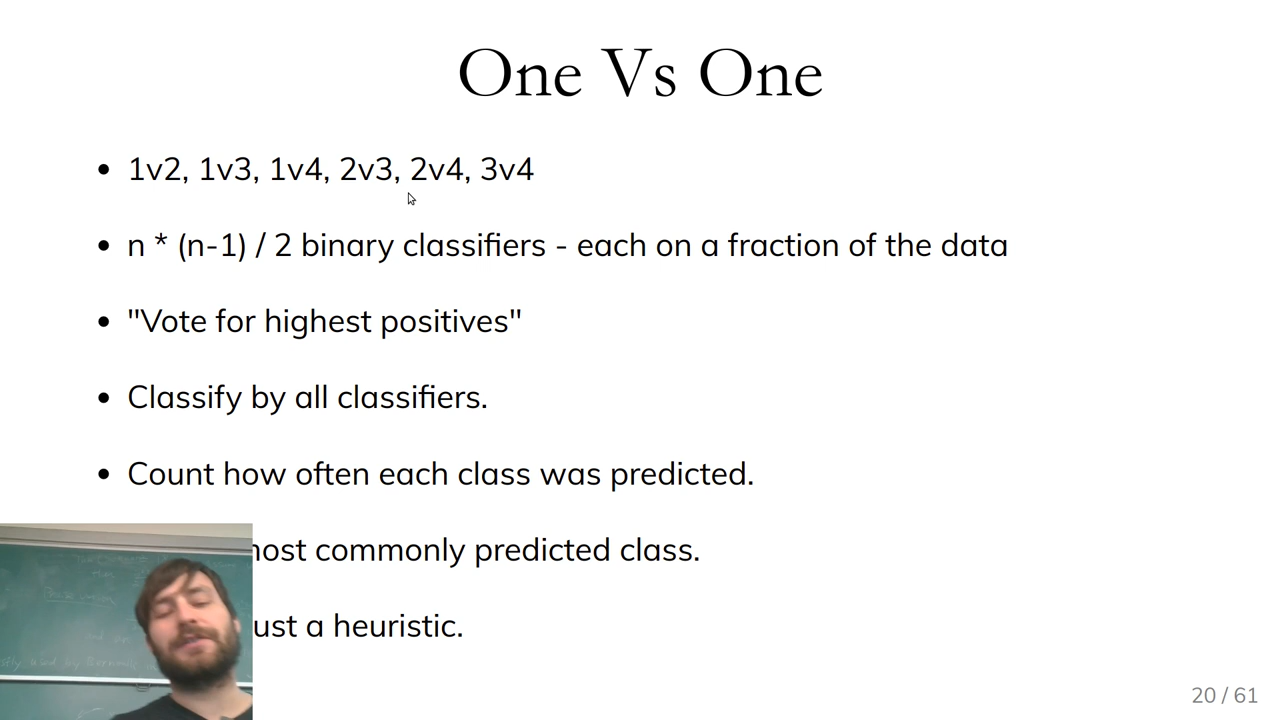 One Vs One
1v2, 1v3, 1v4, 2v3, 2v4, 3v4
n * (n-1) / 2 binary classifiers - each on a fraction of the data
"Vote for highest positives"
Classify by all classifiers.
Count how often each class was predicted.
commonly predicted class.
a heuristic.
20 / 61